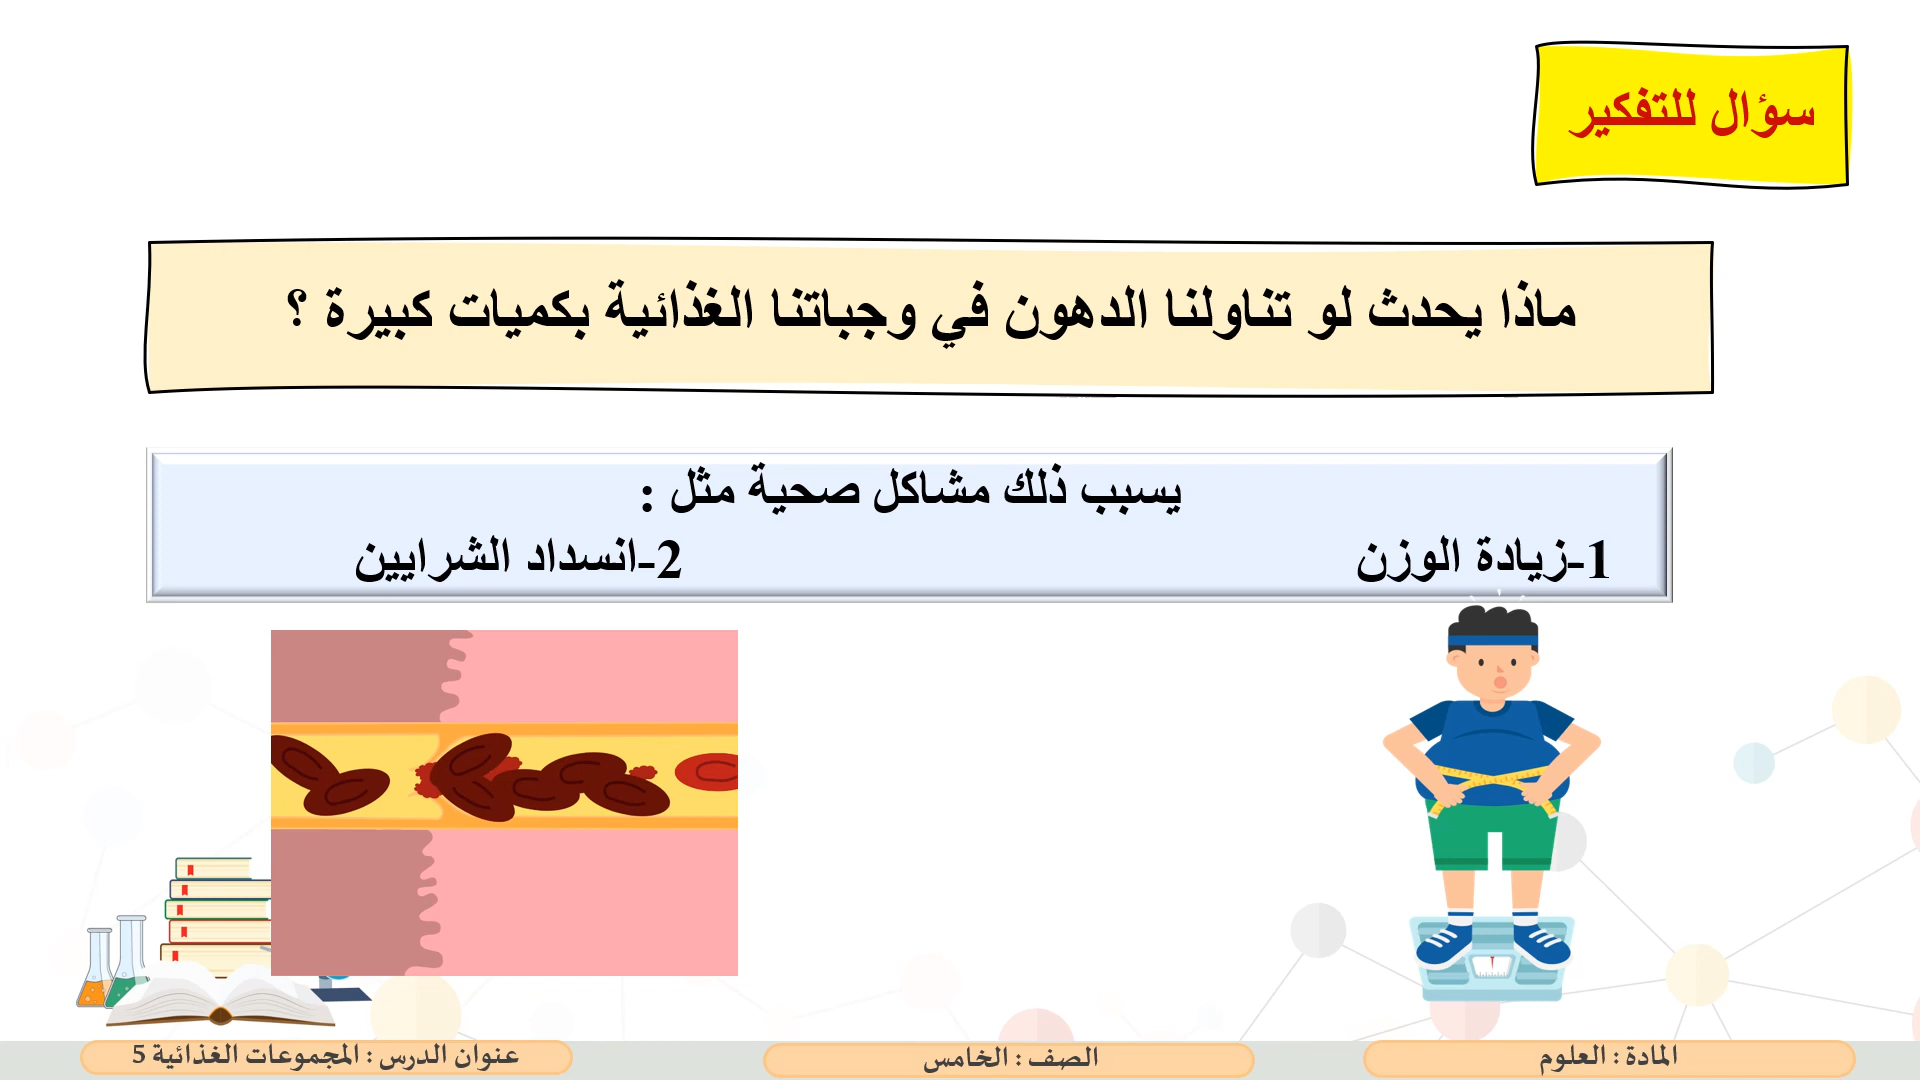 سؤال للتفكير
ماذا يحدث لو تناولنا الدهون في وجباتنا الغذائية بكميات كبيرة ؟
يسبب ذلك مشاكل صحية مثل :
1-زيادة الوزن 2-انسداد الشرايين
المادة : العلوم
الصف : الخامس
عنوان الدرس : المجموعات الغذائية 5